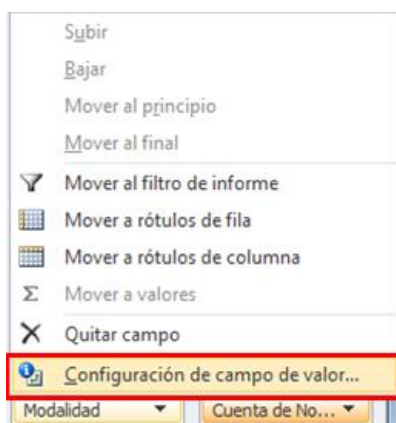 Subir
Bajar
Mover al principio
Mover al final
Mover al filtro de informe
Mover a rótulos de fila
Mover a rótulos de columna
Σ Mover a valores
Quitar campo
Configuración de campo de valor...
Modalidad Cuenta de No...